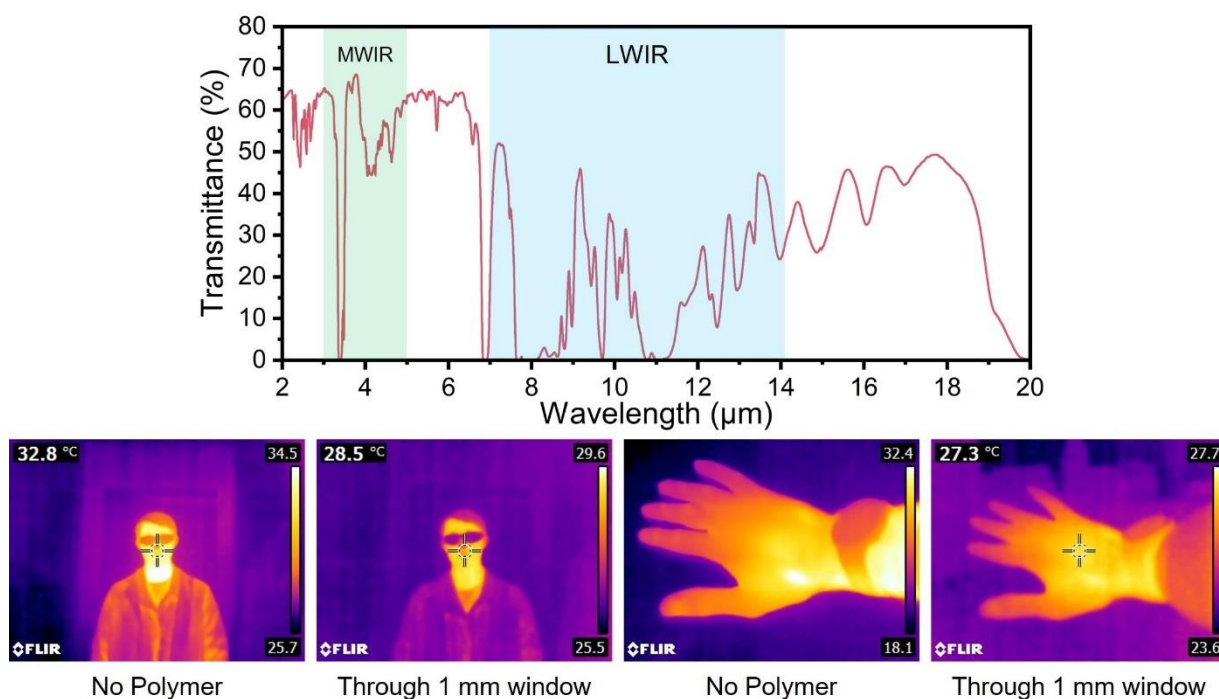 80
70
60
50
40
30
20
10
0
Transmittance (%)
MWIR
LWIR
2 4 6 8 10 12 14 16 18 20
Wavelength (µm)
32.8 °C 34.5
25.7
FLIR
28.5 °C 29.6
25.5
FLIR
32.4
18.1
FLIR
27.3 °C 27.7
23.6
FLIR
No Polymer
Through 1 mm window
No Polymer
Through 1 mm window